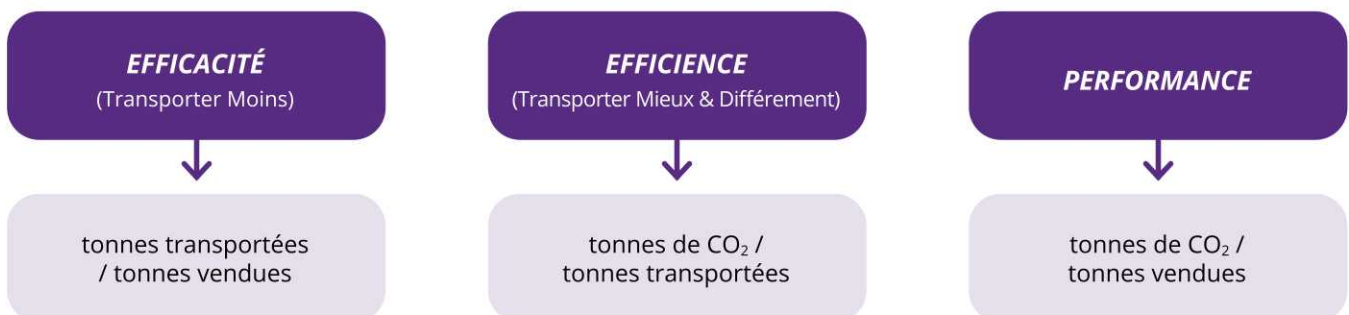 EFFICACITÉ
(Transporter Moins)
tonnes transportées
/ tonnes vendues
EFFICIENCE
(Transporter Mieux & Différement)
tonnes de CO₂ /
tonnes transportées
PERFORMANCE
tonnes de CO₂ /
tonnes vendues